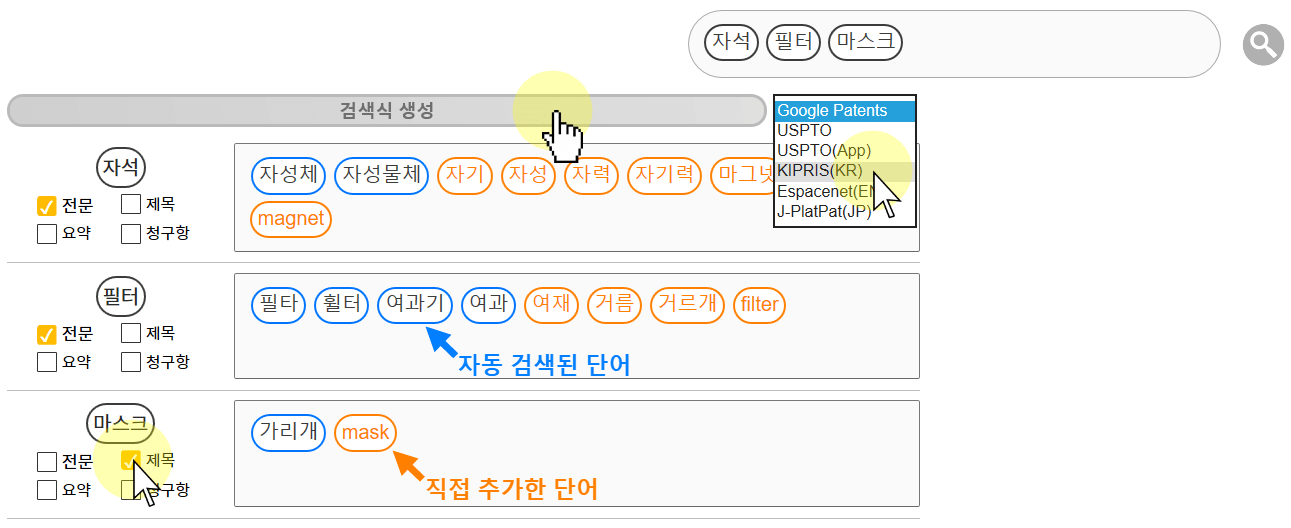 자석 필터 마스크
검색식 생성
Google Patents
USPTO
USPTO(App)
KIPRIS(KR)
Espacenet(EN
J-PlatPat(JP)
자석
전문 제목
요약 청구항
자성체 자성물체 자기 자성 자력 자기력 마그넷
magnet
필터
전문 제목
요약 청구항
필타 휠터 여과기 여과 여재 거름 거르개 filter
자동 검색된 단어
마스크
전문 제목
요약 청구항
가리개 mask
직접 추가한 단어